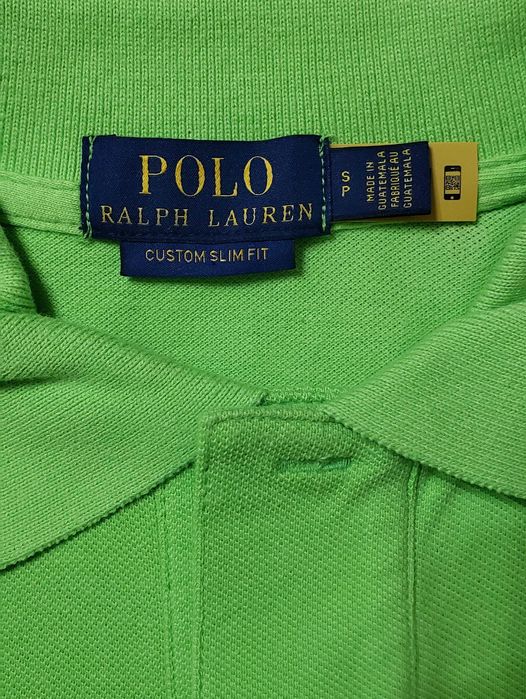 POLO
RALPH LAUREN
CUSTOM SLIM FIT
S
P
MADE IN
GUATEMALA
FABRIQUÉ AU
GUATEMALA